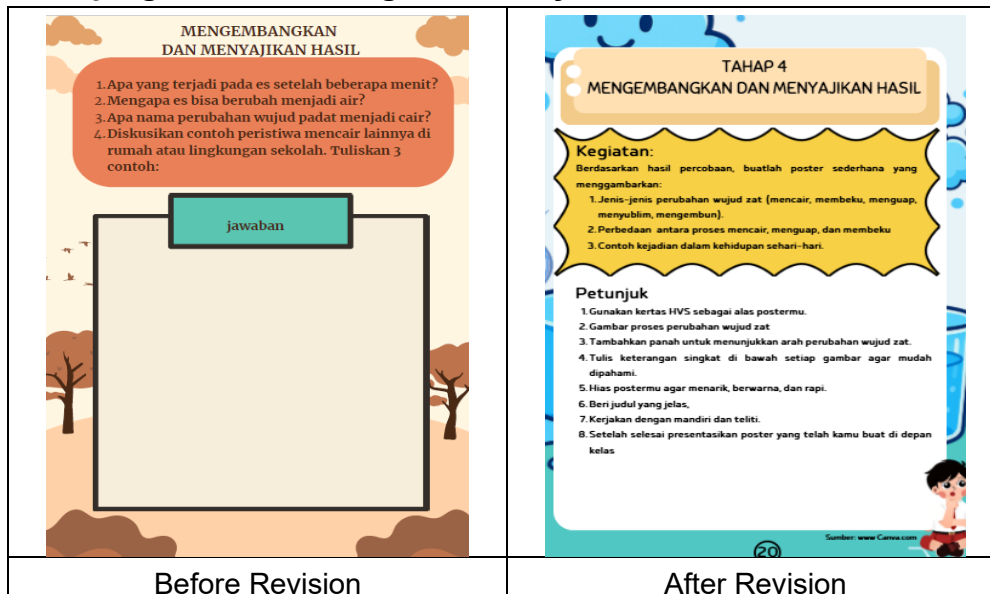 MENGEMBANGKAN
DAN MENYAJIKAN HASIL
1.Apa yang terjadi pada es setelah beberapa menit?
2.Mengapa es bisa berubah menjadi air?
3.Apa nama perubahan wujud padat menjadi cair?
4.Diskusikan contoh peristiwa mencair lainnya di
rumah atau lingkungan sekolah. Tuliskan 3
contoh:
jawaban
Before Revision
TAHAP 4
MENGEMBANGKAN DAN MENYAJIKAN HASIL
Kegiatan:
Berdasarkan hasil percobaan, buatlah poster sederhana yang
menggambarkan:
1. Jenis-jenis perubahan wujud zat (mencair, membeku, menguap,
menyublim, mengembun).
2. Perbedaan antara proses mencair, menguap, dan membeku
3. Contoh kejadian dalam kehidupan sehari-hari.
Petunjuk
1. Gunakan kertas HVS sebagai alas postermu.
2. Gambar proses perubahan wujud zat
3. Tambahkan panah untuk menunjukkan arah perubahan wujud zat.
4. Tulis keterangan singkat di bawah setiap gambar agar mudah
dipahami.
5. Hias postermu agar menarik, berwarna, dan rapi.
6. Beri judul yang jelas,
7. Kerjakan dengan mandiri dan teliti.
8. Setelah selesai presentasikan poster yang telah kamu buat di depan
kelas
Sumber: www Canva.com
20
After Revision